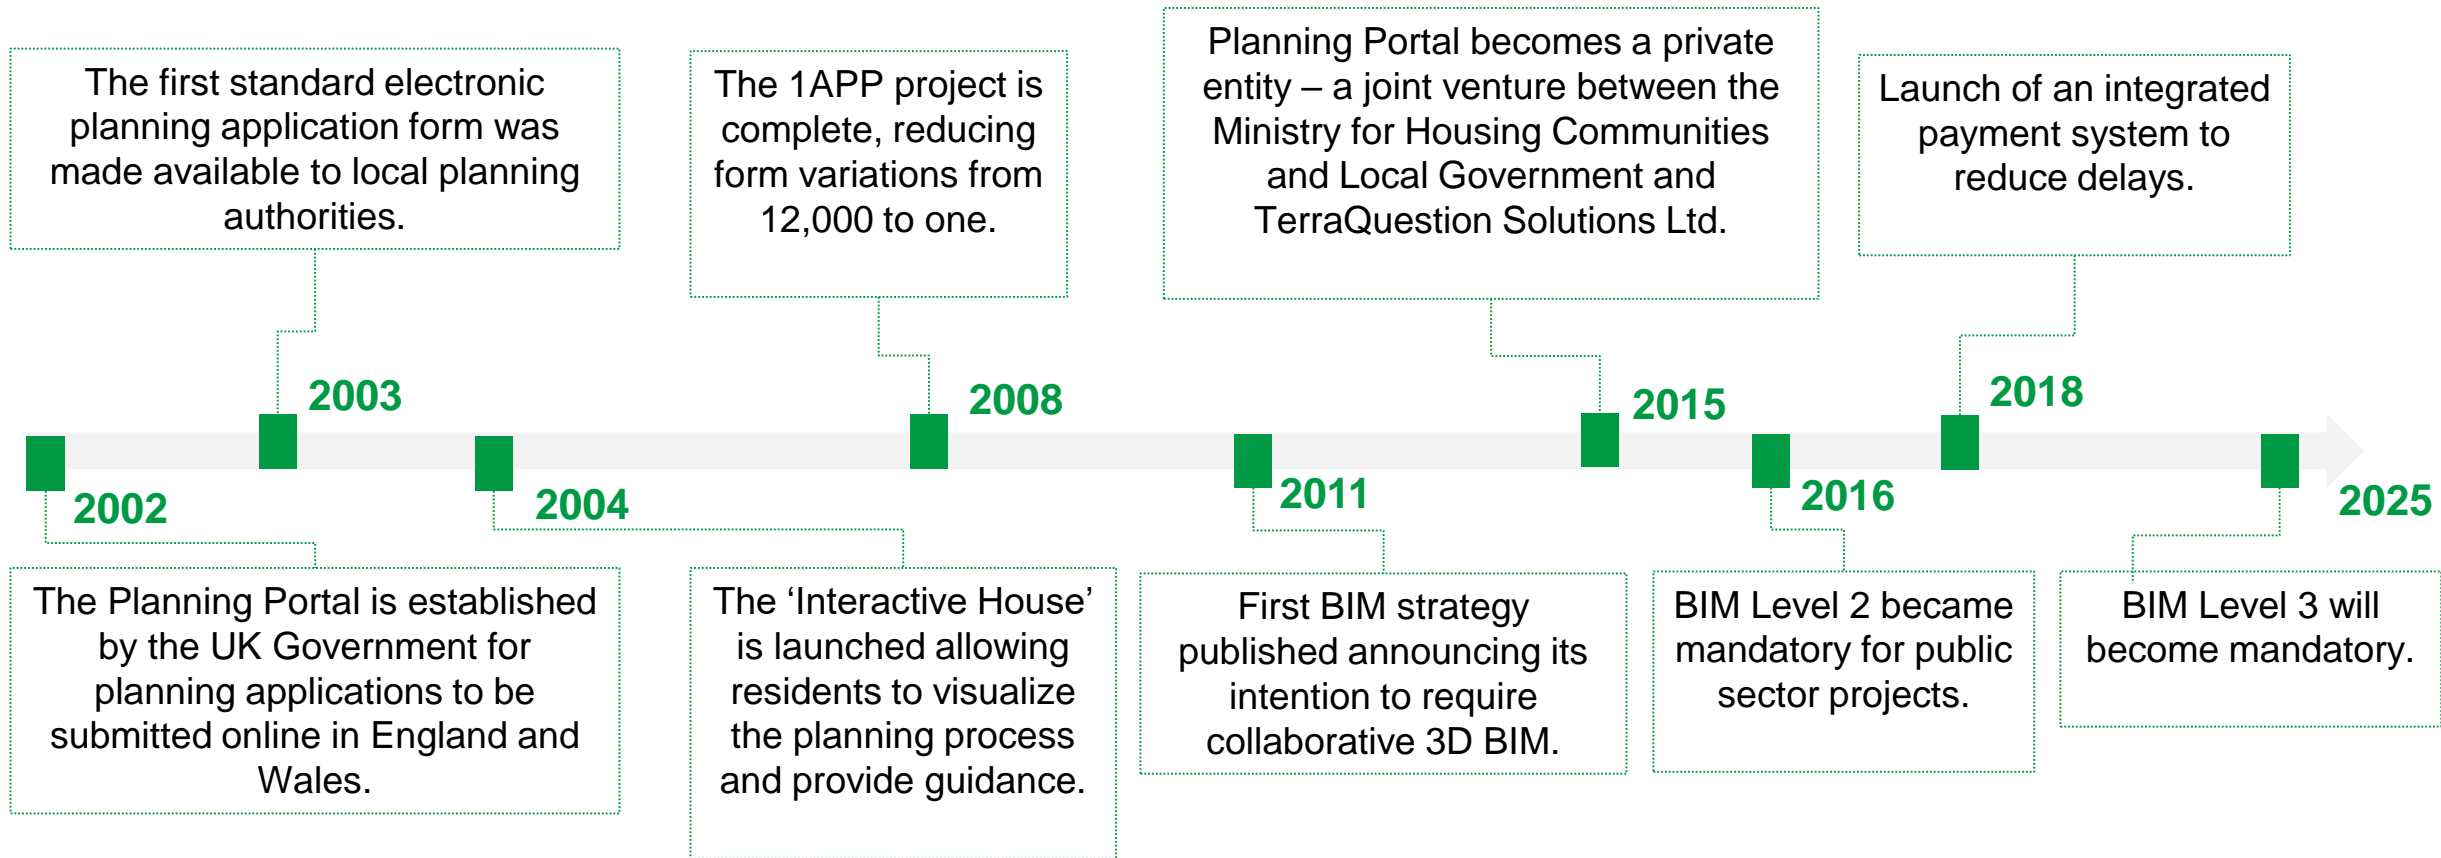 The first standard electronic
planning application form was
made available to local planning
authorities.
The 1APP project is
complete, reducing
form variations from
12,000 to one.
Planning Portal becomes a private
entity – a joint venture between the
Ministry for Housing Communities
and Local Government and
TerraQuestion Solutions Ltd.
Launch of an integrated
payment system to
reduce delays.
2003
2008
2015
2018
2002
2004
2011
2016
2025
The Planning Portal is established
by the UK Government for
planning applications to be
submitted online in England and
Wales.
The ‘Interactive House’
is launched allowing
residents to visualize
the planning process
and provide guidance.
First BIM strategy
published announcing its
intention to require
collaborative 3D BIM.
BIM Level 2 became
mandatory for public
sector projects.
BIM Level 3 will
become mandatory.